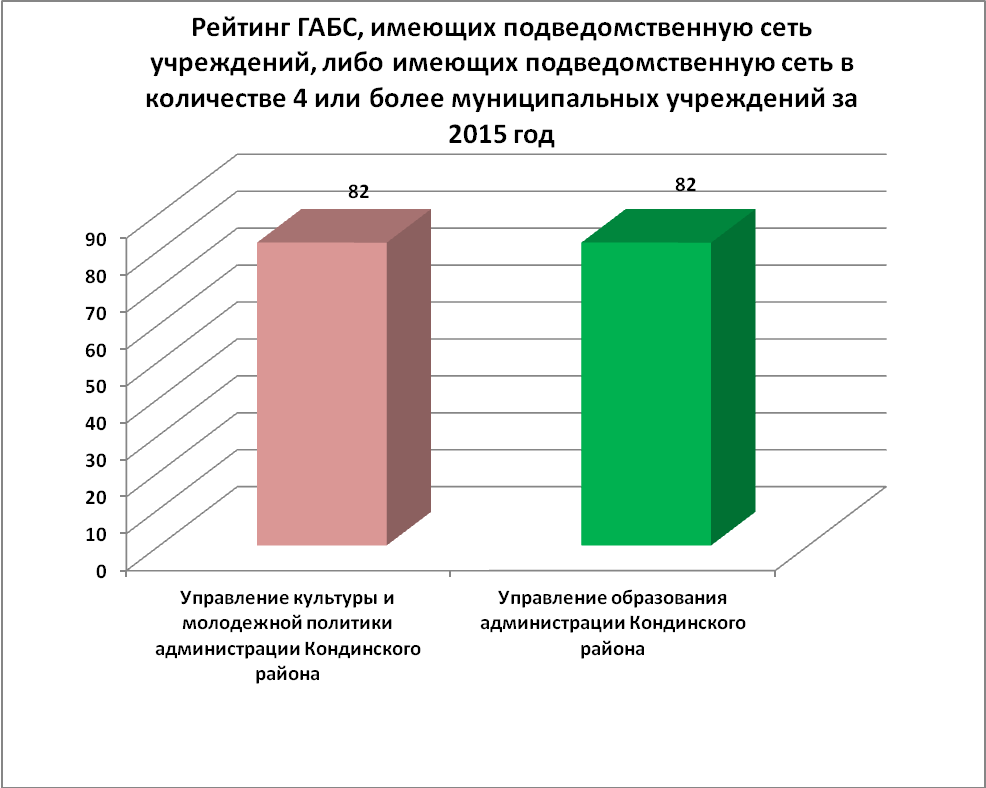 Рейтинг ГАБС, имеющих подведомственную сеть
учреждений, либо имеющих подведомственную сеть в
количестве 4 или более муниципальных учреждений за
2015 год
82
82
90
80
70
60
50
40
30
20
10
0
Управление культуры и
молодежной политики
администрации Кондинского
района
Управление образования
администрации Кондинского
района